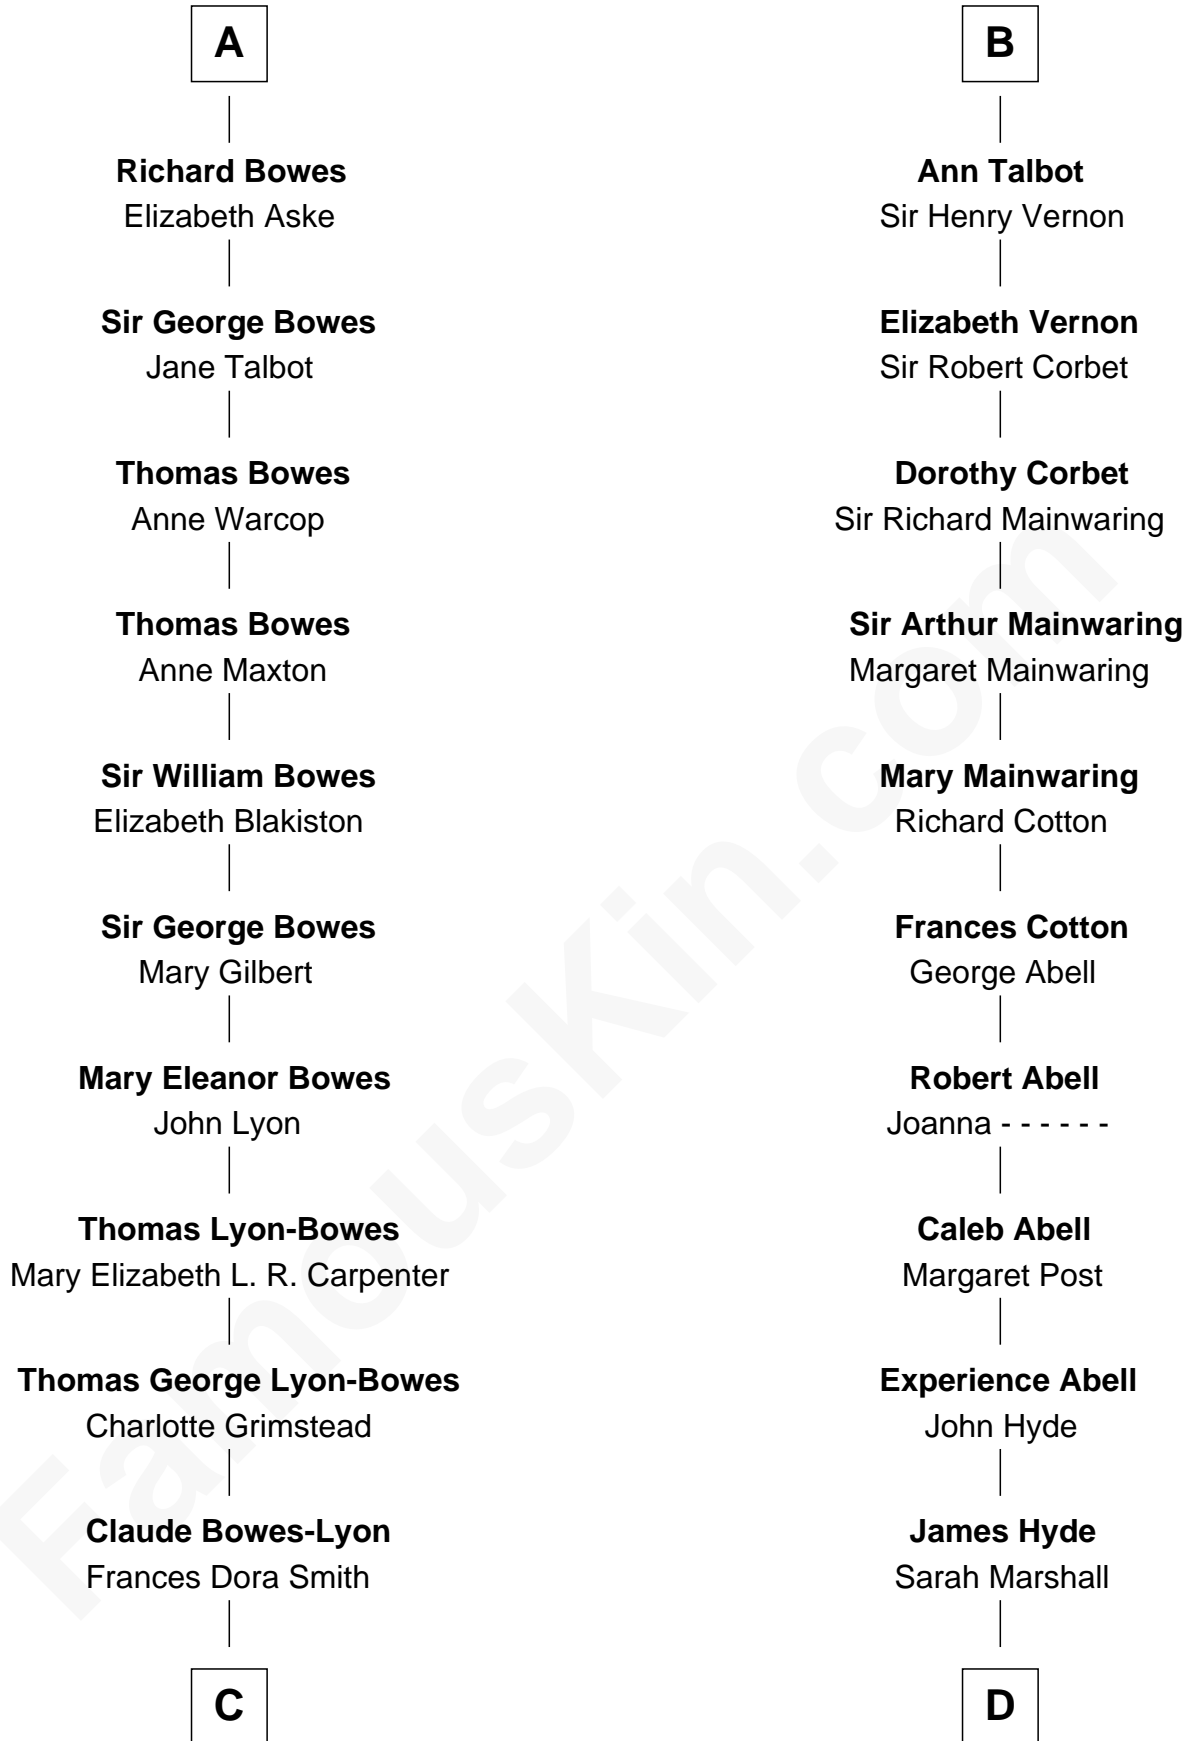 A
Richard Bowes
Elizabeth Aske
Sir George Bowes
Jane Talbot
Thomas Bowes
Anne Warcop
Thomas Bowes
Anne Maxton
Sir William Bowes
Elizabeth Blakiston
Sir George Bowes
Mary Gilbert
Mary Eleanor Bowes
John Lyon
Thomas Lyon-Bowes
Mary Elizabeth L. R. Carpenter
Thomas George Lyon-Bowes
Charlotte Grimstead
Claude Bowes-Lyon
Frances Dora Smith
C
B
Ann Talbot
Sir Henry Vernon
Elizabeth Vernon
Sir Robert Corbet
Dorothy Corbet
Sir Richard Mainwaring
Sir Arthur Mainwaring
Margaret Mainwaring
Mary Mainwaring
Richard Cotton
Frances Cotton
George Abell
Robert Abell
Joanna - - - - - -
Caleb Abell
Margaret Post
Experience Abell
John Hyde
James Hyde
Sarah Marshall
D
FamousKin.com